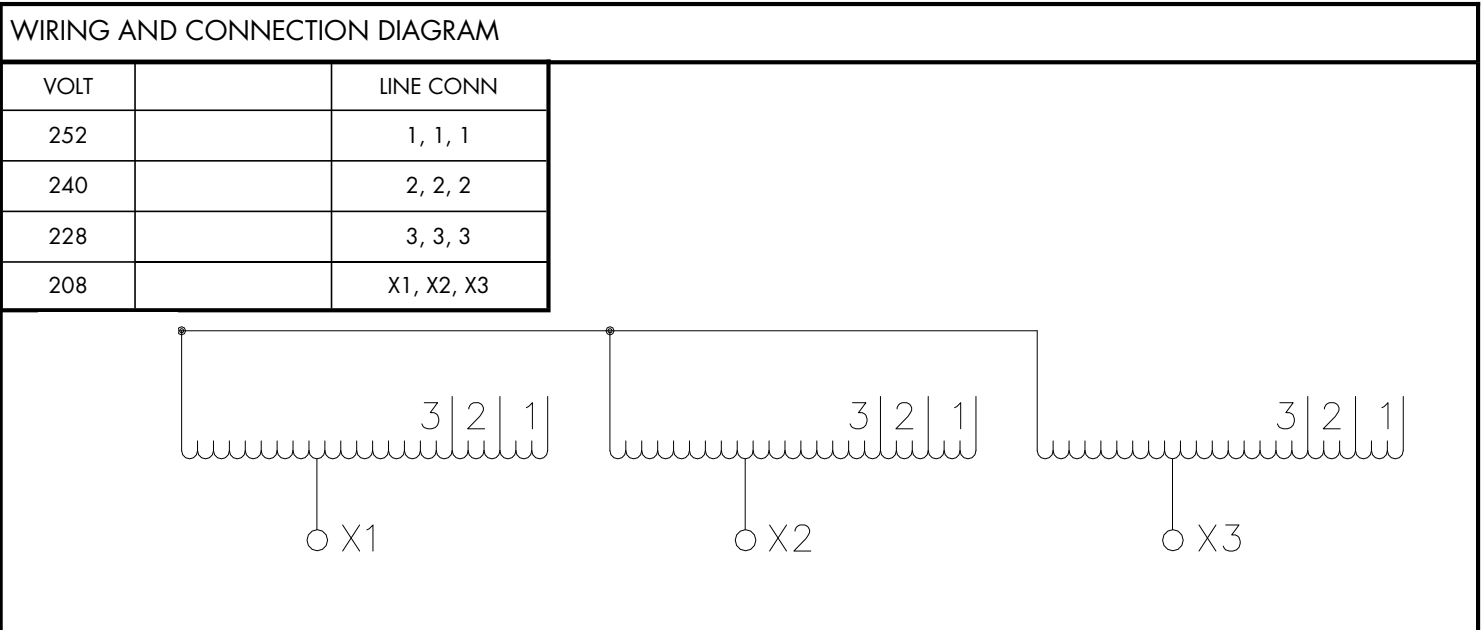 WIRING AND CONNECTION DIAGRAM
VOLT LINE CONN
252 1, 1, 1
240 2, 2, 2
228 3, 3, 3
208 X1, X2, X3
3 2 1 3 2 1 3 2 1
X1 X2 X3